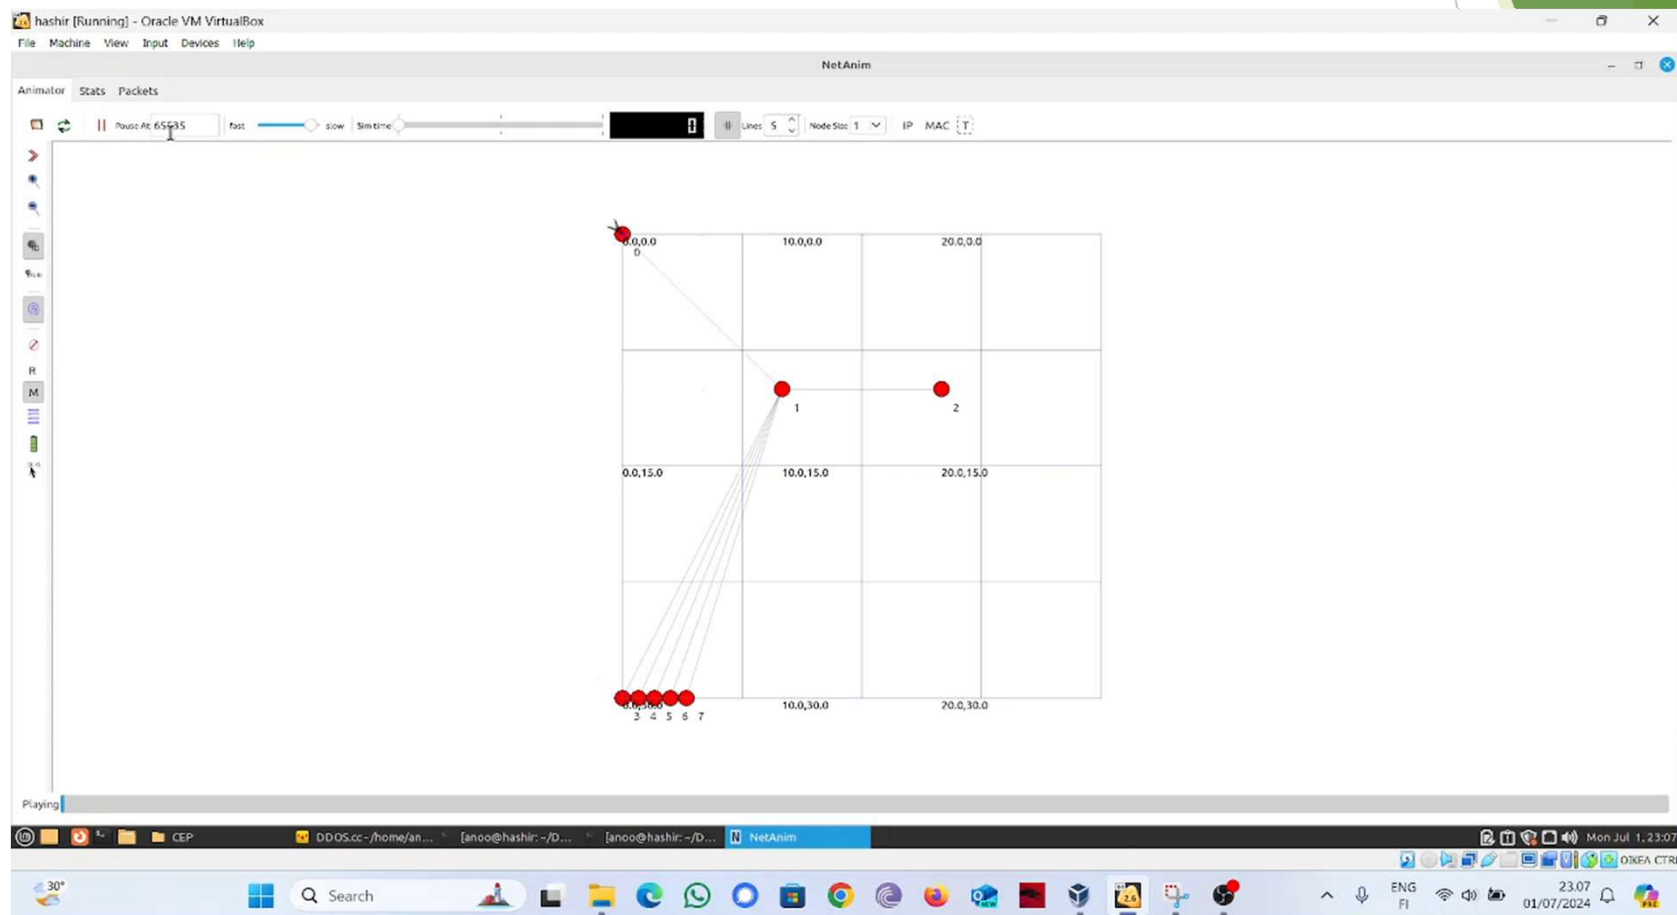 hashir [Running] - Oracle VM VirtualBox
File Machine View Input Devices Help
NetAnim
Animator Stats Packets
Pause At: 65535 fast slow Sim time 0 Lines 5 Node Size 1 IP MAC T
0.0,0.0 10.0,0.0 20.0,0.0
0
R
M
1 2
0.0,15.0 10.0,15.0 20.0,15.0
10.0,30.0 20.0,30.0
3 4 5 6 7
Playing
CEP DDOS.cc - /home/an... [anoo@hashir: ~/D... [anoo@hashir: ~/D... NetAnim Mon Jul 1, 23:07
30° Search ENG 23.07
FI 01/07/2024